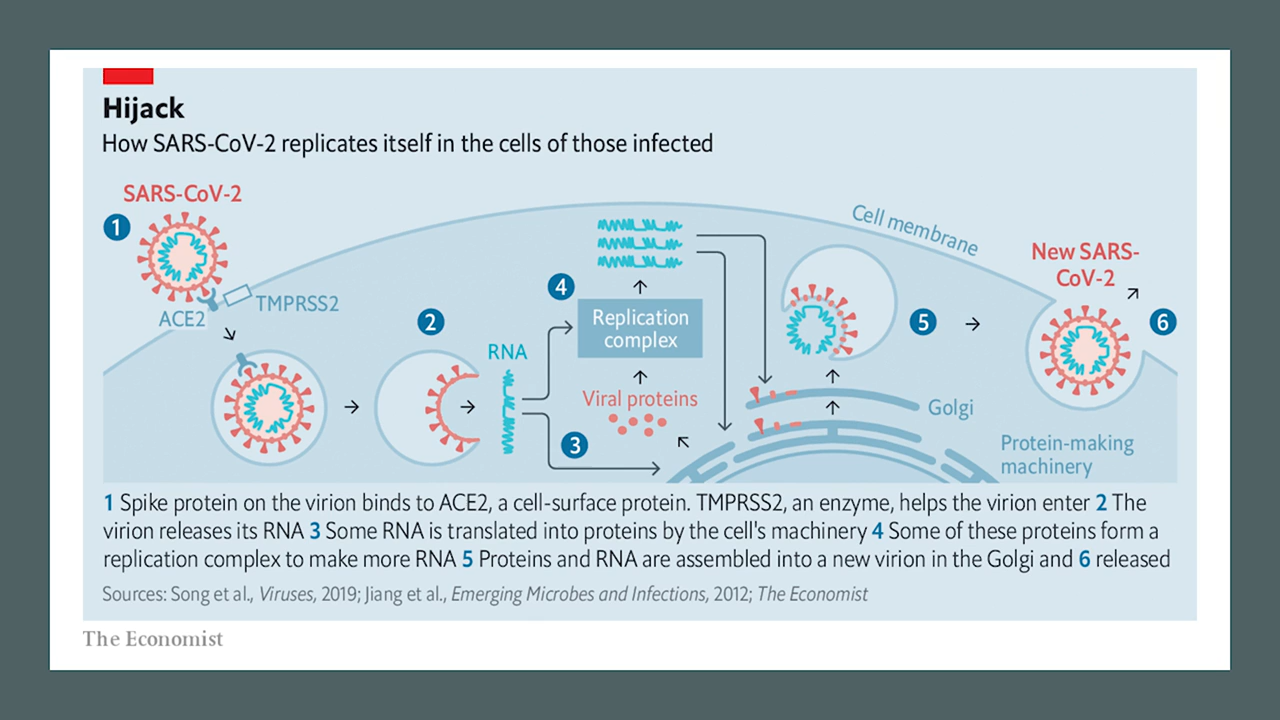 Hijack
How SARS-CoV-2 replicates itself in the cells of those infected
SARS-CoV-2
1
ACE2
TMPRSS2
2
RNA
3
4
Replication
complex
Viral proteins
Cell membrane
5
Golgi
Protein-making
machinery
New SARS-
CoV-2
6
1 Spike protein on the virion binds to ACE2, a cell-surface protein. TMPRSS2, an enzyme, helps the virion enter 2 The
virion releases its RNA 3 Some RNA is translated into proteins by the cell's machinery 4 Some of these proteins form a
replication complex to make more RNA 5 Proteins and RNA are assembled into a new virion in the Golgi and 6 released
Sources: Song et al., Viruses, 2019; Jiang et al., Emerging Microbes and Infections, 2012; The Economist
The Economist